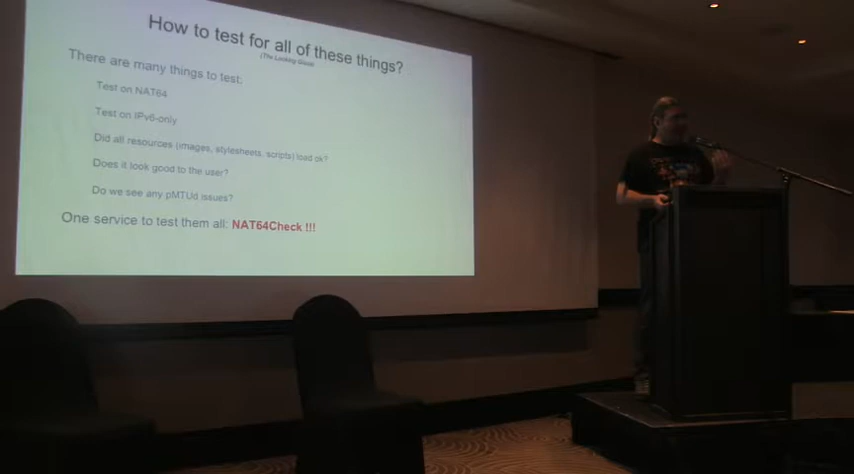 How to test for all of these things?
(The Looking Glass)
There are many things to test:
Test on NAT64
Test on IPv6-only
Did all resources (images, stylesheets, scripts) load ok?
Does it look good to the user?
Do we see any pMTUd issues?
One service to test them all: NAT64Check !!!